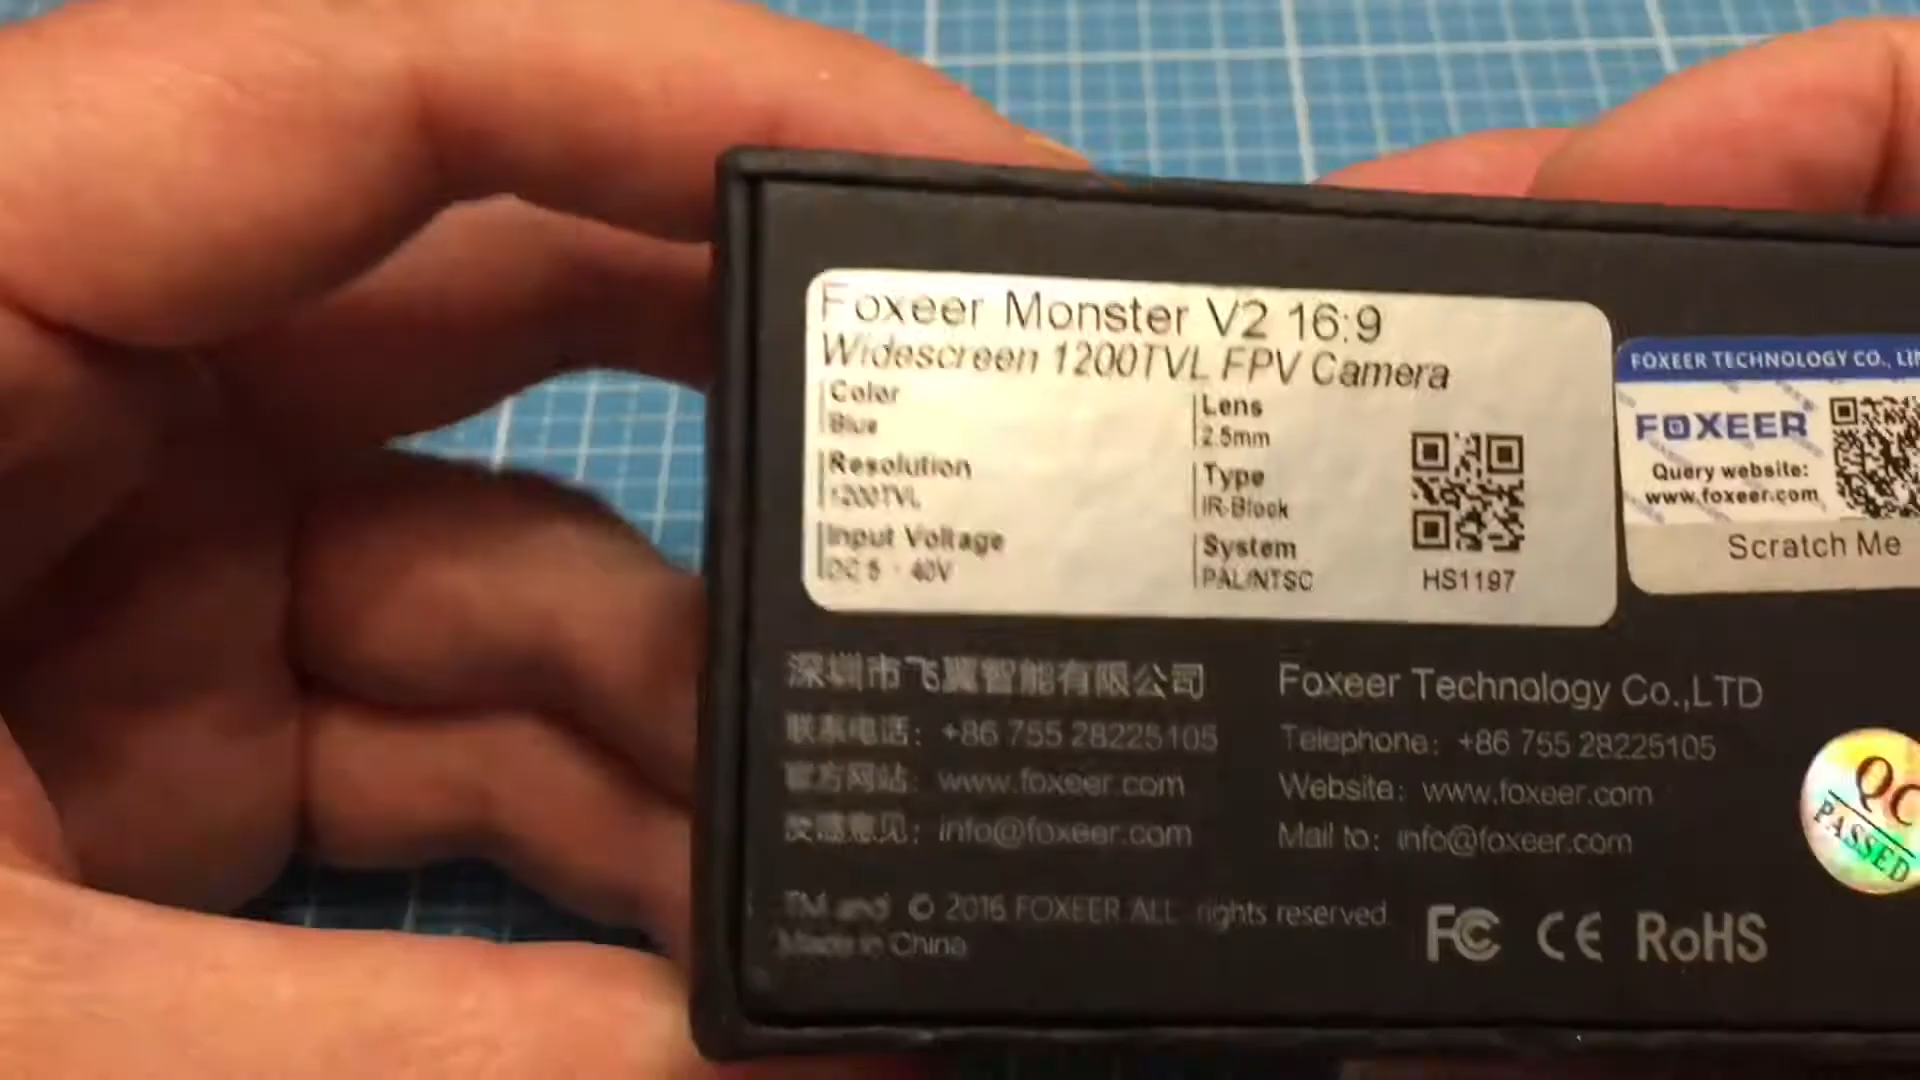 Foxeer Monster V2 16:9
Widescreen 1200TVL FPV Camera
Color
Blue
Resolution
1200TVL
Input Voltage
DC 5 - 40V
Lens
2.5mm
Type
IR-Block
System
PAL/NTSC
HS1197
FOXEER TECHNOLOGY CO.,
FOXEER
Query website:
www.foxeer.com
Scratch Me
深圳市飞翼智能有限公司
联系电话：+86 755 28225105
官方网站：www.foxeer.com
反馈意见：info@foxeer.com
Foxeer Technology Co.,LTD
Telephone：+86 755 28225105
Website：www.foxeer.com
Mail to：info@foxeer.com
TM and © 2016 FOXEER ALL rights reserved.
Made in China
FC CE RoHS
QC
PASSED